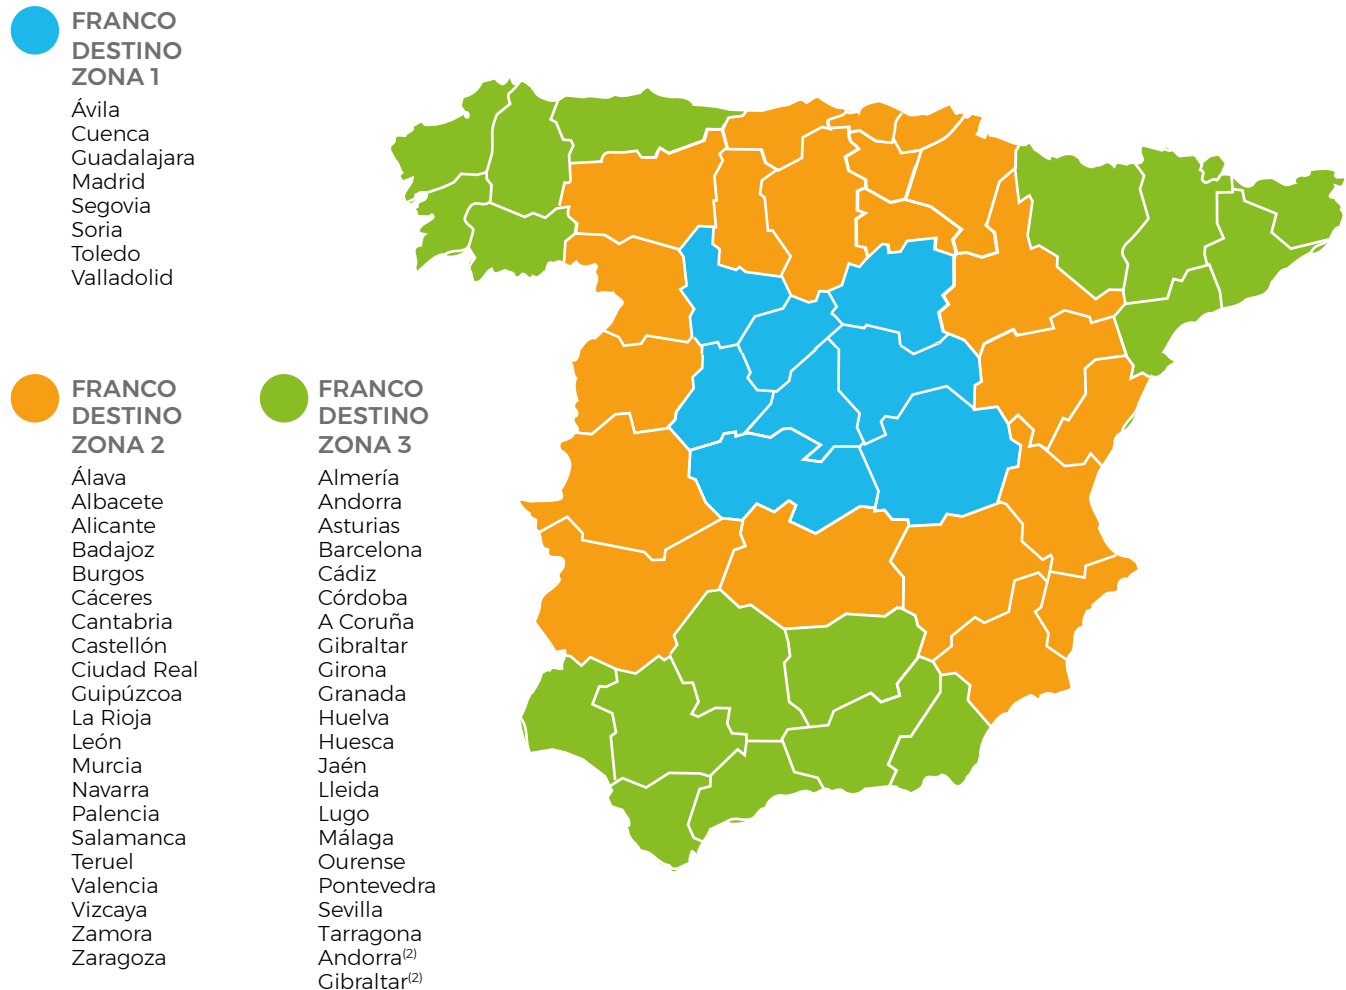 FRANCO
DESTINO
ZONA 1
Ávila
Cuenca
Guadalajara
Madrid
Segovia
Soria
Toledo
Valladolid
FRANCO
DESTINO
ZONA 2
Álava
Albacete
Alicante
Badajoz
Burgos
Cáceres
Cantabria
Castellón
Ciudad Real
Guipúzcoa
La Rioja
León
Murcia
Navarra
Palencia
Salamanca
Teruel
Valencia
Vizcaya
Zamora
Zaragoza
FRANCO
DESTINO
ZONA 3
Almería
Andorra
Asturias
Barcelona
Cádiz
Córdoba
A Coruña
Gibraltar
Girona
Granada
Huelva
Huesca
Jaén
Lleida
Lugo
Málaga
Ourense
Pontevedra
Sevilla
Tarragona
Andorra(2)
Gibraltar(2)